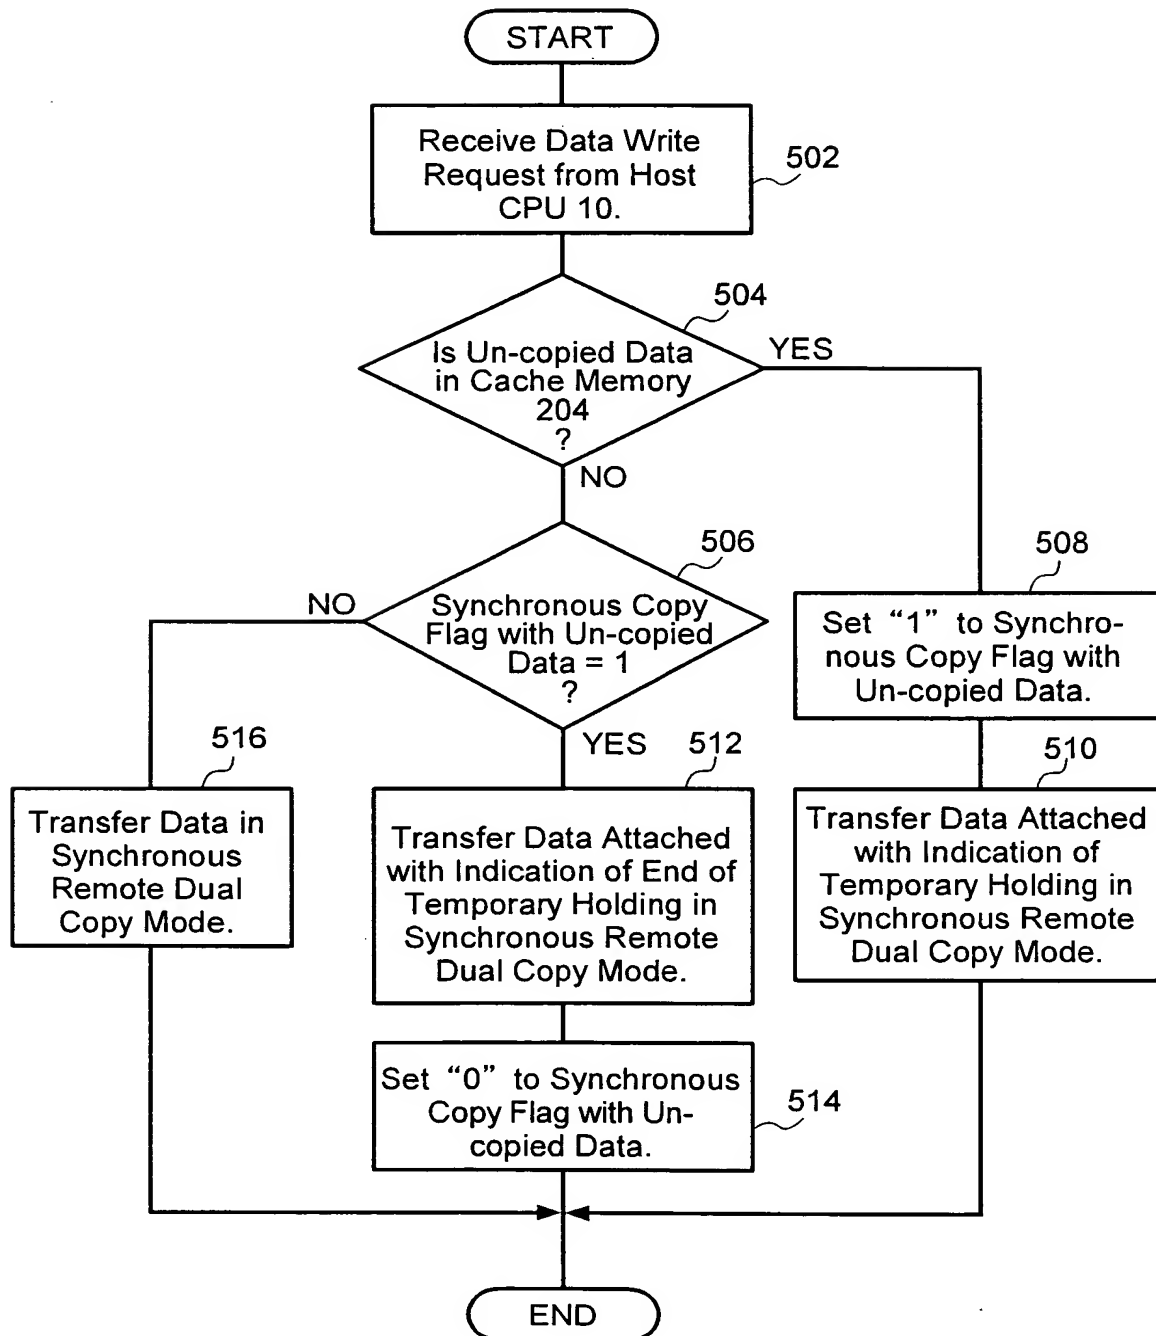 START
Receive Data Write
Request from Host
CPU 10.
502
504
Is Un-copied Data
in Cache Memory
204
?
YES
NO
506
Synchronous Copy
Flag with Un-copied
Data = 1
?
NO
YES
508
Set “1” to Synchro-
nous Copy Flag with
Un-copied Data.
516
Transfer Data in
Synchronous
Remote Dual
Copy Mode.
512
Transfer Data Attached
with Indication of End of
Temporary Holding in
Synchronous Remote
Dual Copy Mode.
510
Transfer Data Attached
with Indication of
Temporary Holding in
Synchronous Remote
Dual Copy Mode.
Set “0” to Synchronous
Copy Flag with Un-
copied Data.
514
END